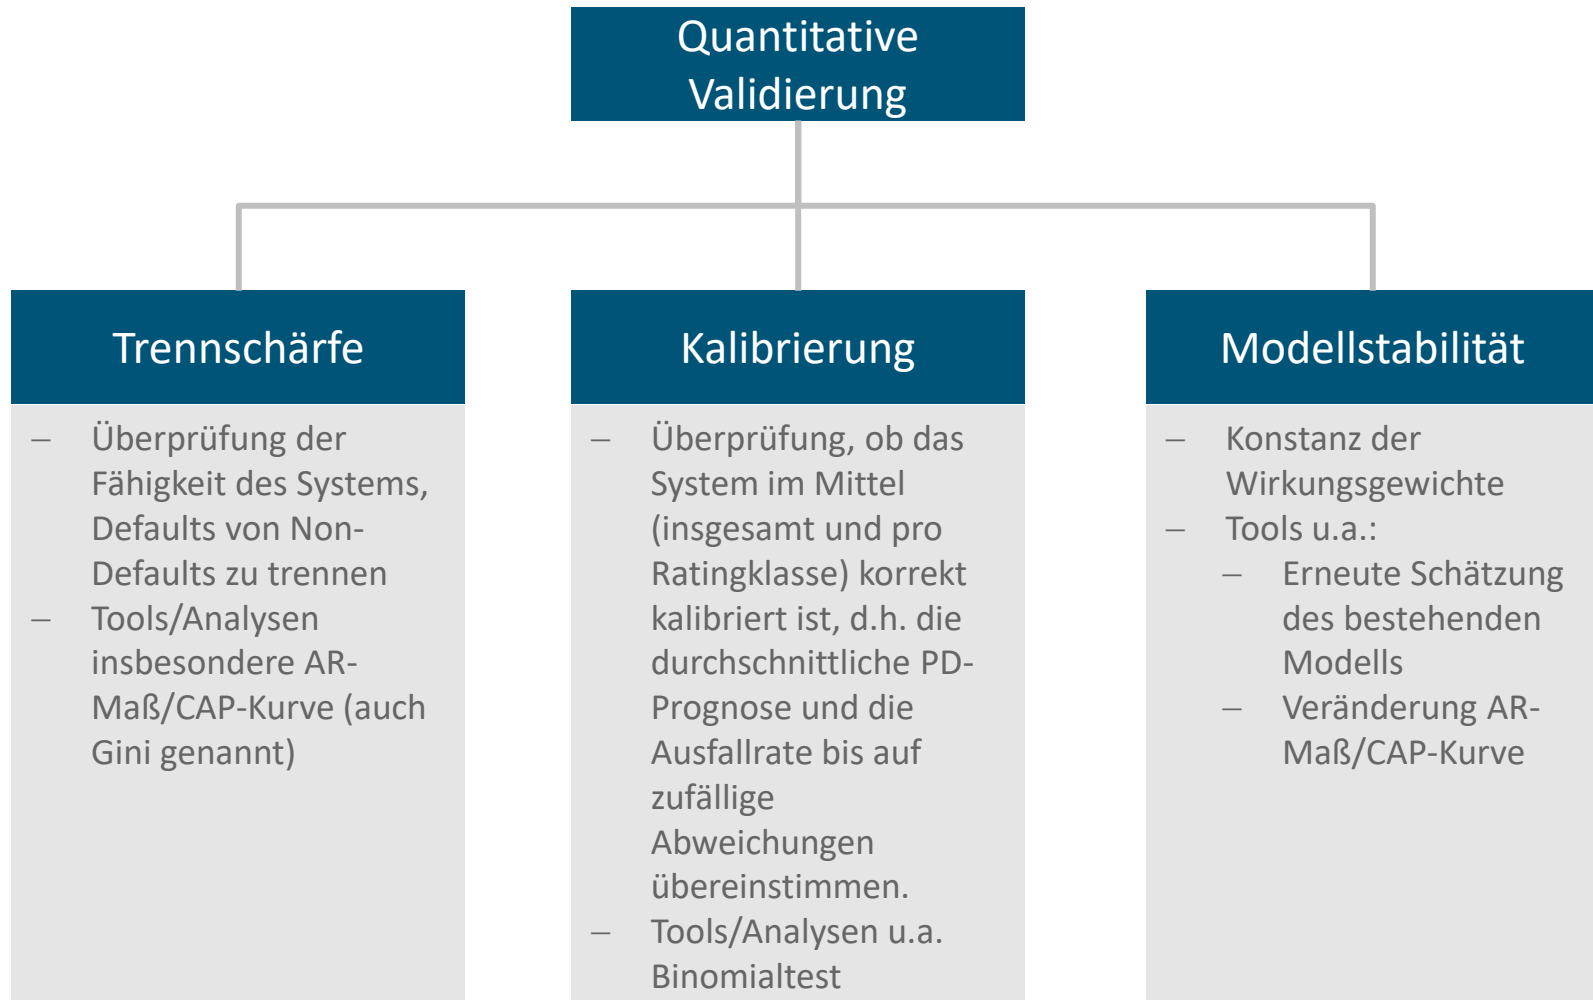 Quantitative
Validierung
Trennschärfe
– Überprüfung der
Fähigkeit des Systems,
Defaults von Non-
Defaults zu trennen
– Tools/Analysen
insbesondere AR-
Maß/CAP-Kurve (auch
Gini genannt)
Kalibrierung
– Überprüfung, ob das
System im Mittel
(insgesamt und pro
Ratingklasse) korrekt
kalibriert ist, d.h. die
durchschnittliche PD-
Prognose und die
Ausfallrate bis auf
zufällige
Abweichungen
übereinstimmen.
– Tools/Analysen u.a.
Binomialtest
Modellstabilität
– Konstanz der
Wirkungsgewichte
– Tools u.a.:
– Erneute Schätzung
des bestehenden
Modells
– Veränderung AR-
Maß/CAP-Kurve